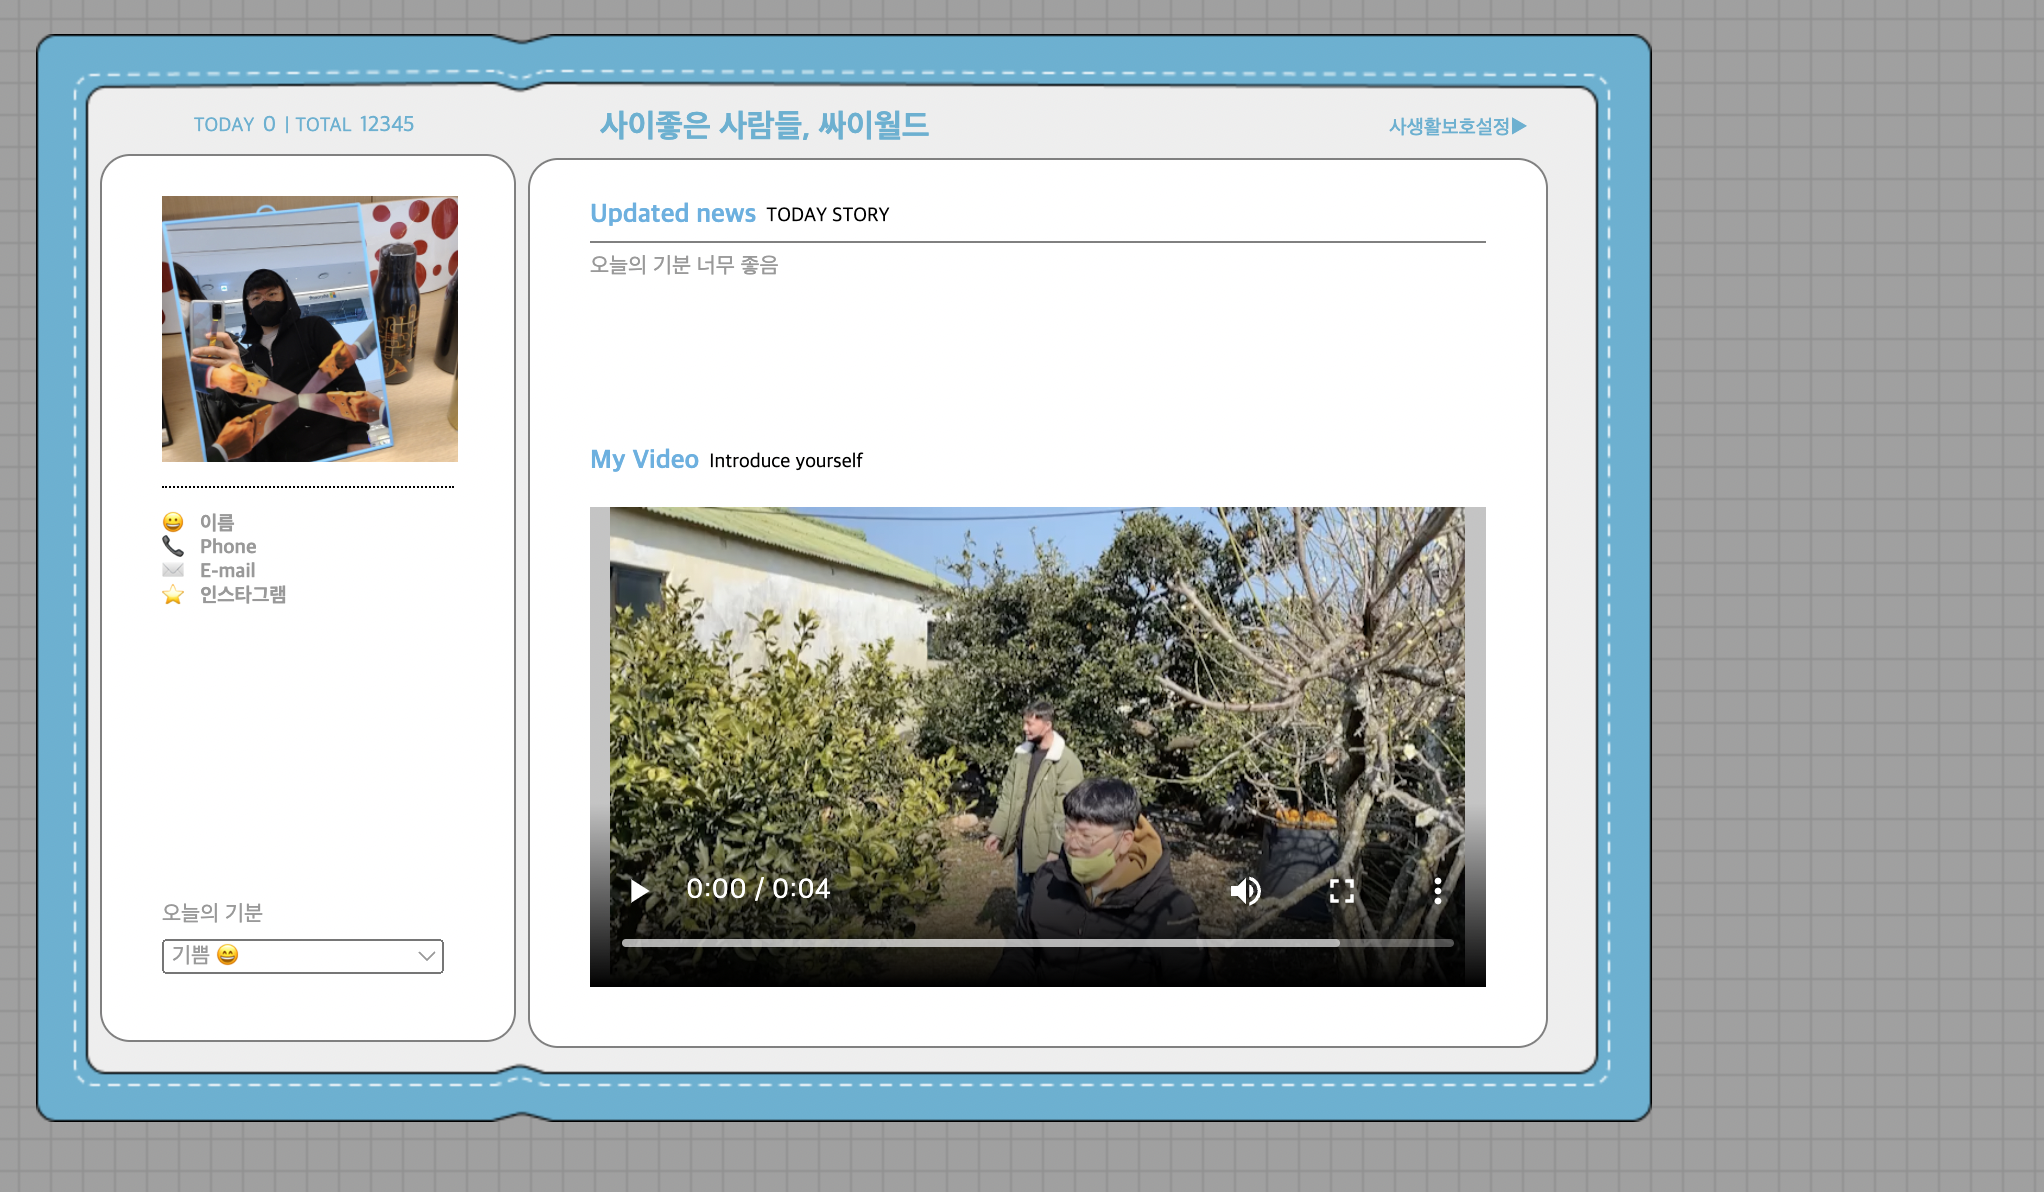 TODAY 0 | TOTAL 12345
사이좋은 사람들, 싸이월드
사생활보호설정▶
😀 이름
📞 Phone
✉️ E-mail
⭐ 인스타그램
오늘의 기분
기쁨 😄
Updated news TODAY STORY
오늘의 기분 너무 좋음
My Video Introduce yourself
0:00 / 0:04